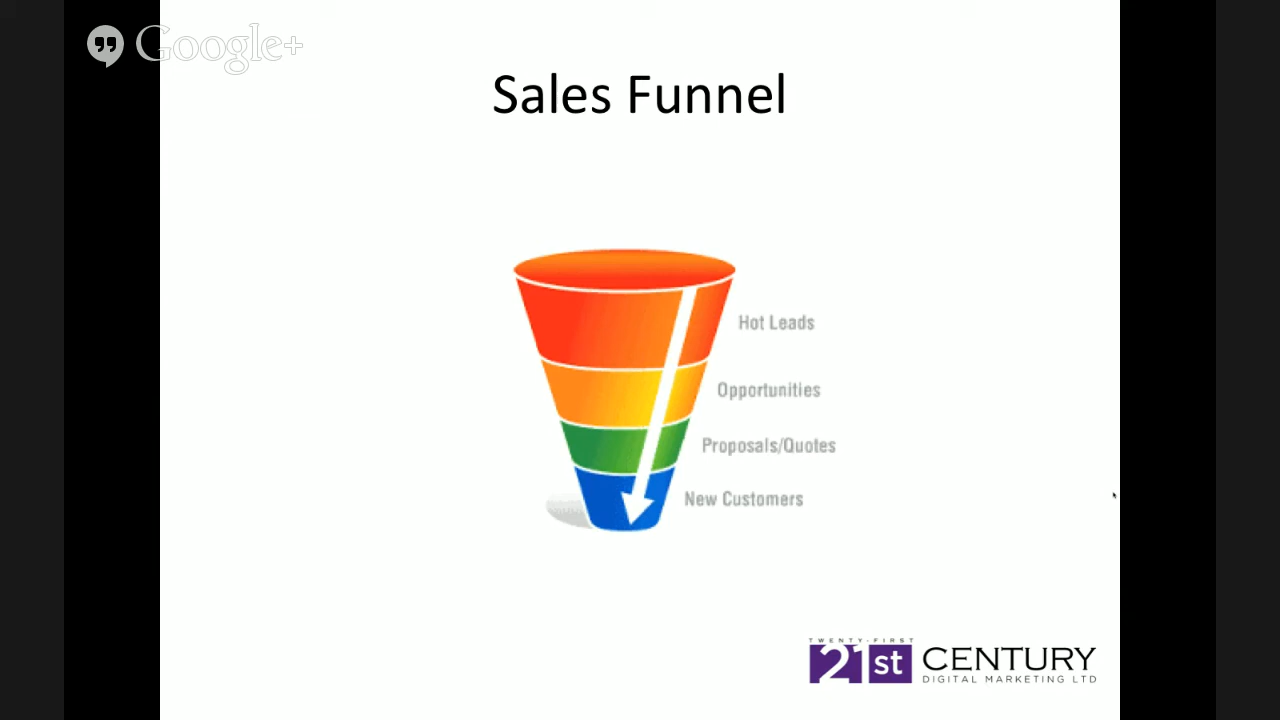 Google+
Sales Funnel
Hot Leads
Opportunities
Proposals/Quotes
New Customers
TWENTY-FIRST
21st CENTURY
DIGITAL MARKETING LTD